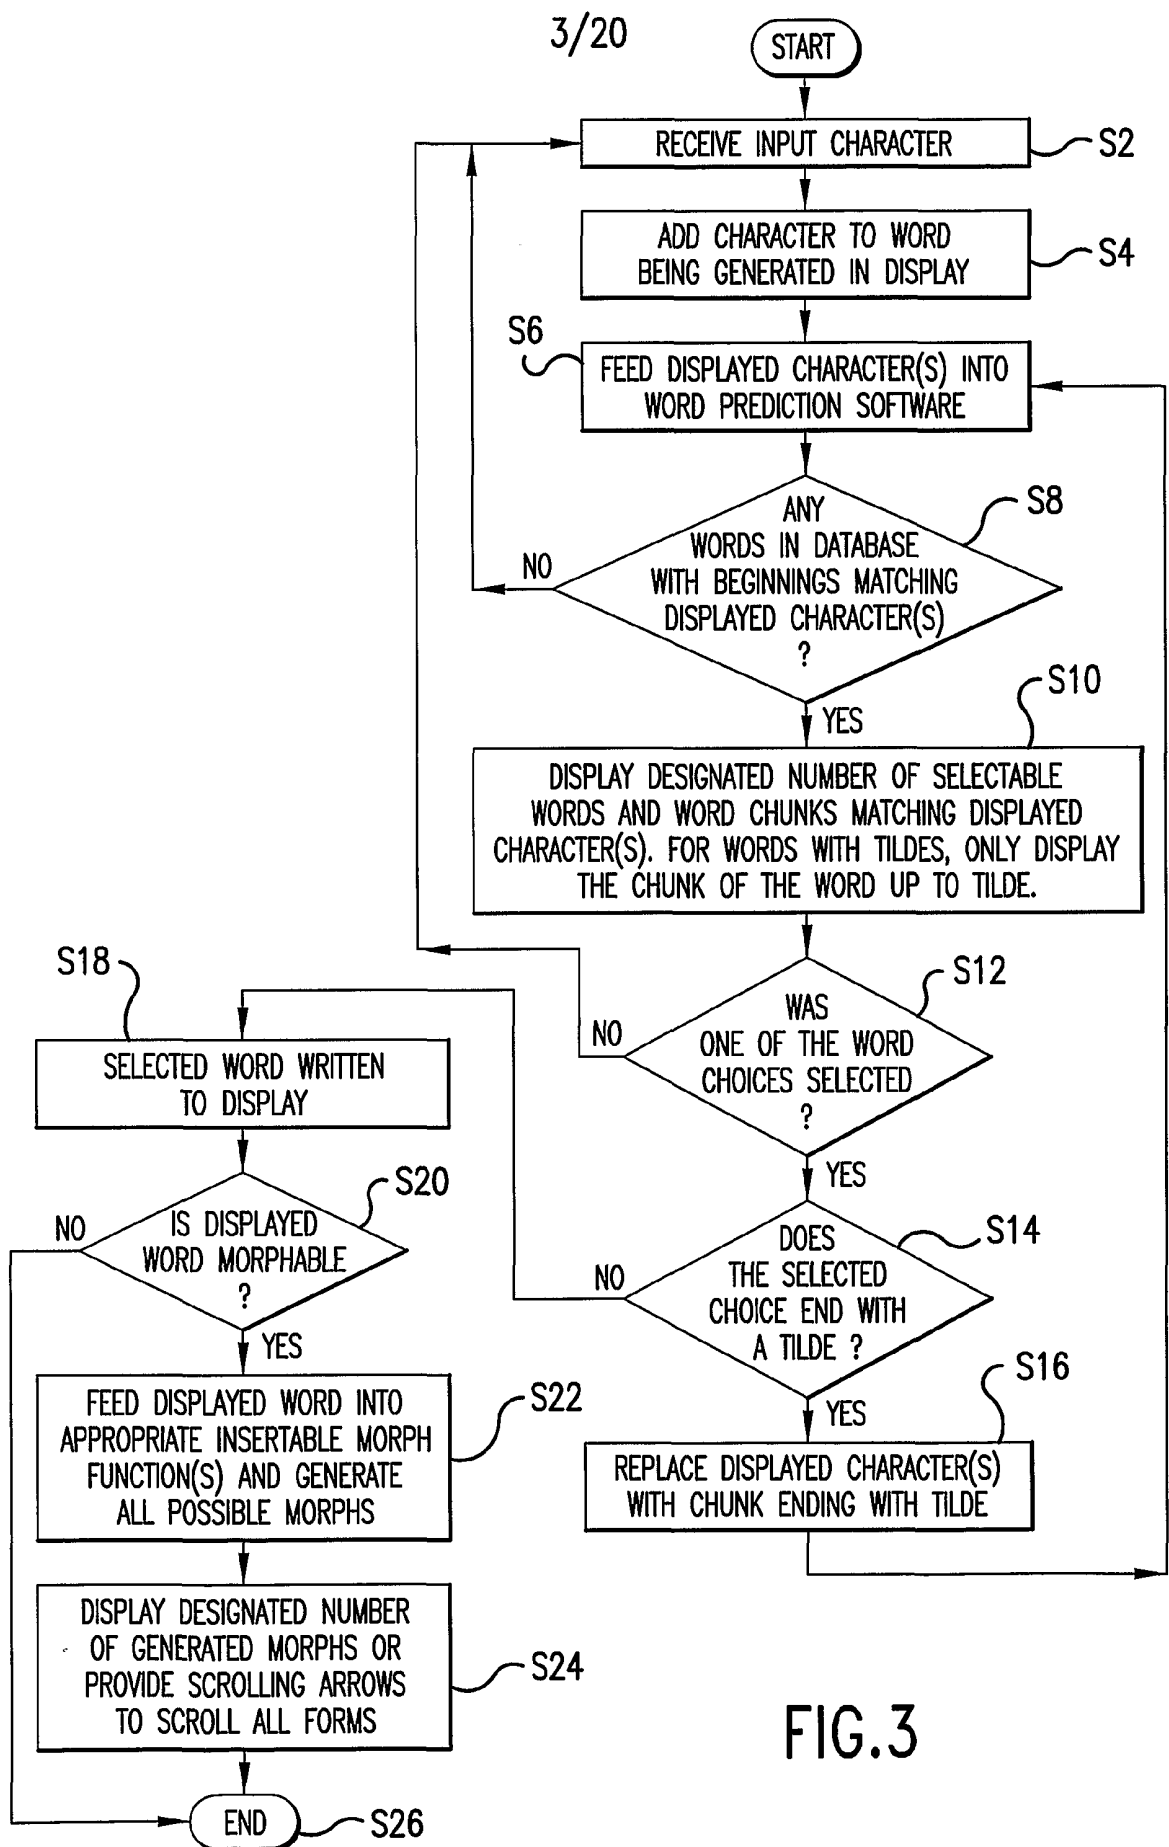 3/20
START
RECEIVE INPUT CHARACTER
S2
ADD CHARACTER TO WORD
BEING GENERATED IN DISPLAY
S4
S6
FEED DISPLAYED CHARACTER(S) INTO
WORD PREDICTION SOFTWARE
S8
ANY
WORDS IN DATABASE
WITH BEGINNINGS MATCHING
DISPLAYED CHARACTER(S)
?
NO
YES
S10
DISPLAY DESIGNATED NUMBER OF SELECTABLE
WORDS AND WORD CHUNKS MATCHING DISPLAYED
CHARACTER(S). FOR WORDS WITH TILDES, ONLY DISPLAY
THE CHUNK OF THE WORD UP TO TILDE.
S12
WAS
ONE OF THE WORD
CHOICES SELECTED
?
NO
YES
S14
DOES
THE SELECTED
CHOICE END WITH
A TILDE ?
NO
YES
S16
REPLACE DISPLAYED CHARACTER(S)
WITH CHUNK ENDING WITH TILDE
S18
SELECTED WORD WRITTEN
TO DISPLAY
S20
IS DISPLAYED
WORD MORPHABLE
?
NO
YES
FEED DISPLAYED WORD INTO
APPROPRIATE INSERTABLE MORPH
FUNCTION(S) AND GENERATE
ALL POSSIBLE MORPHS
S22
DISPLAY DESIGNATED NUMBER
OF GENERATED MORPHS OR
PROVIDE SCROLLING ARROWS
TO SCROLL ALL FORMS
S24
END
S26
FIG.3